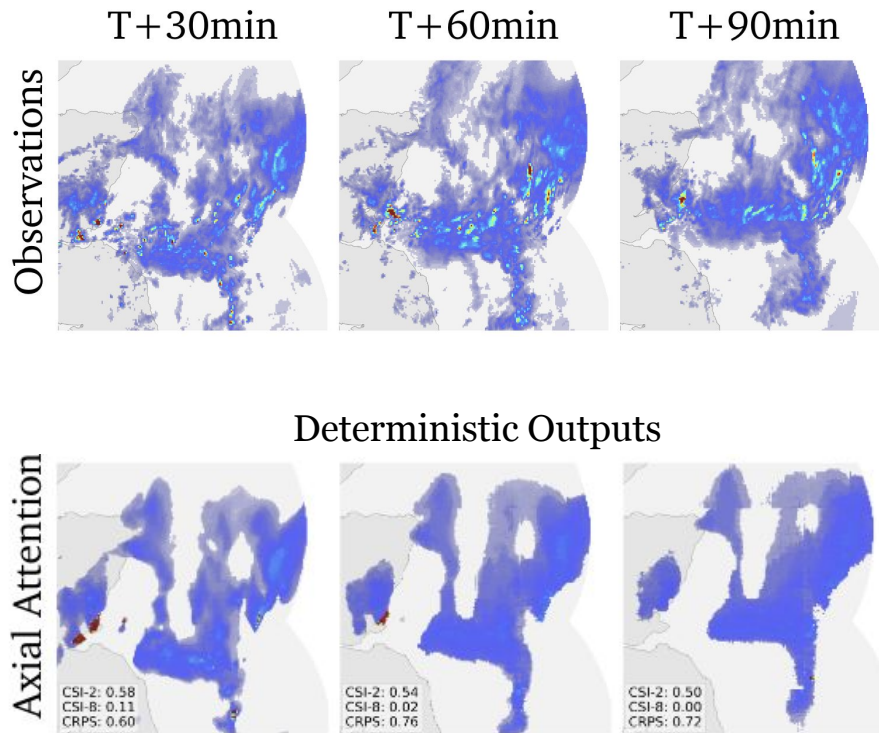 T+30min T+60min T+90min
Observations
Deterministic Outputs
Axial Attention
CSI-2: 0.58
CSI-8: 0.11
CRPS: 0.60
CSI-2: 0.54
CSI-8: 0.02
CRPS: 0.76
CSI-2: 0.50
CSI-8: 0.00
CRPS: 0.72